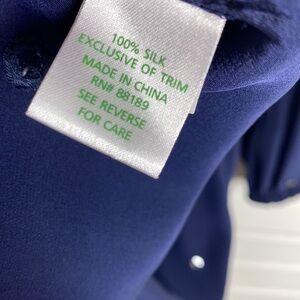 100% SILK
EXCLUSIVE OF TRIM
MADE IN CHINA
RN# 88189
SEE REVERSE
FOR CARE